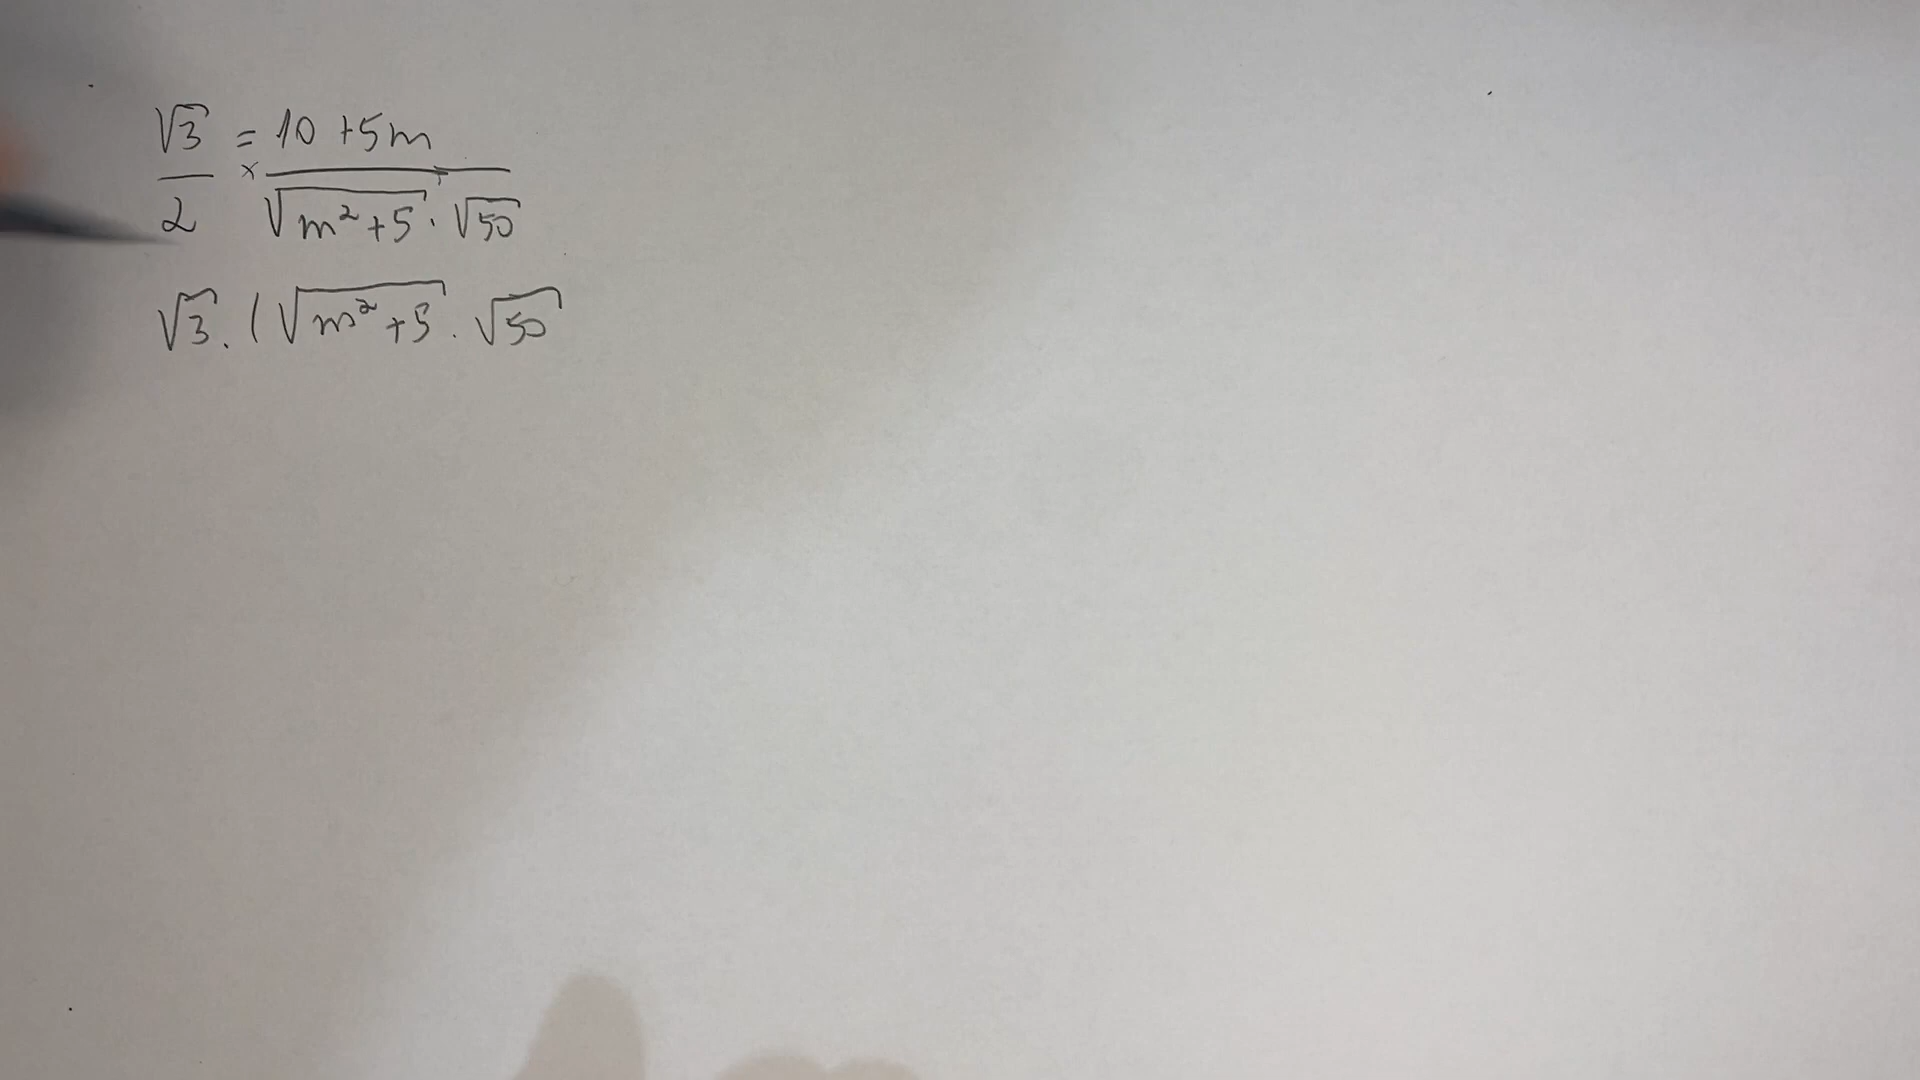 √3 = 10 + 5m
× 
2 √m²+5 · √50
√3 . (√m²+5 . √50